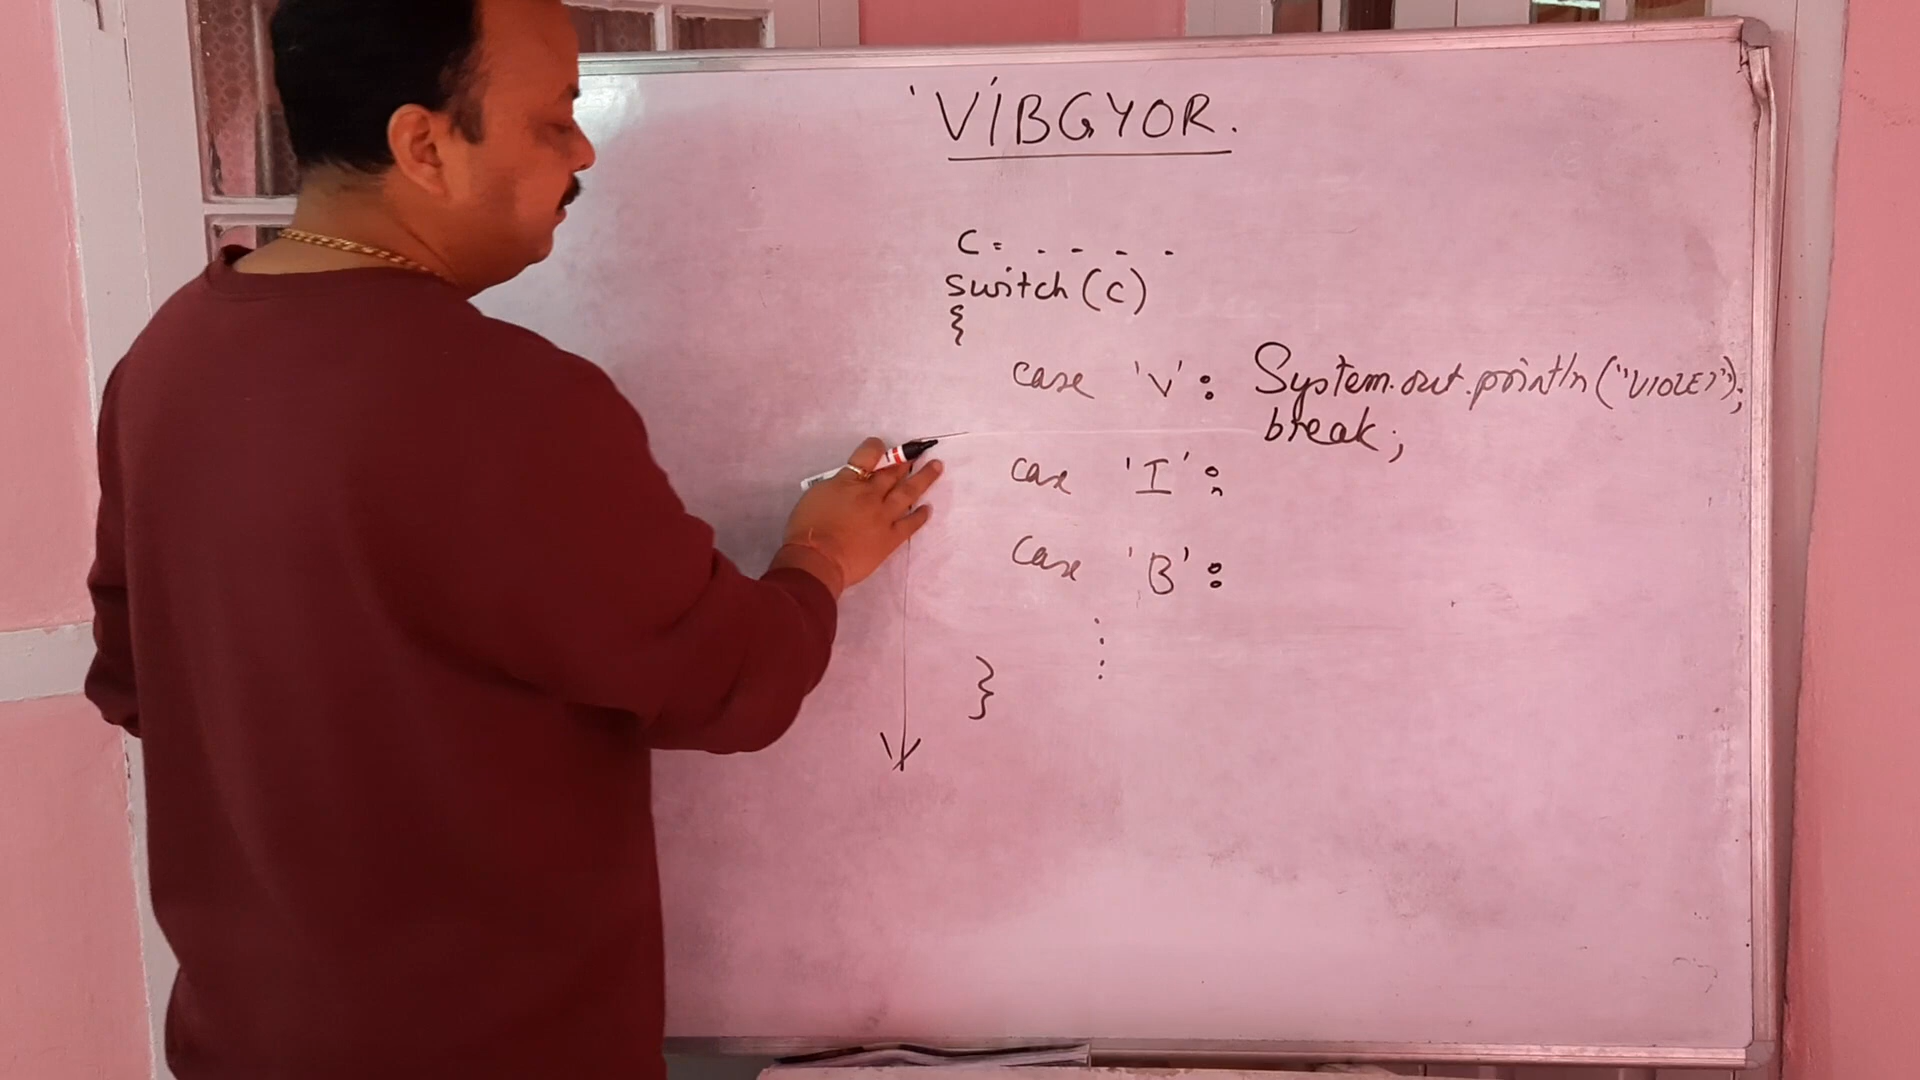 'VIBGYOR.
C = . - - -
switch (c)
{
case 'V': System.out.println("VIOLET");
break;
case 'I':
case 'B':
⋮
}